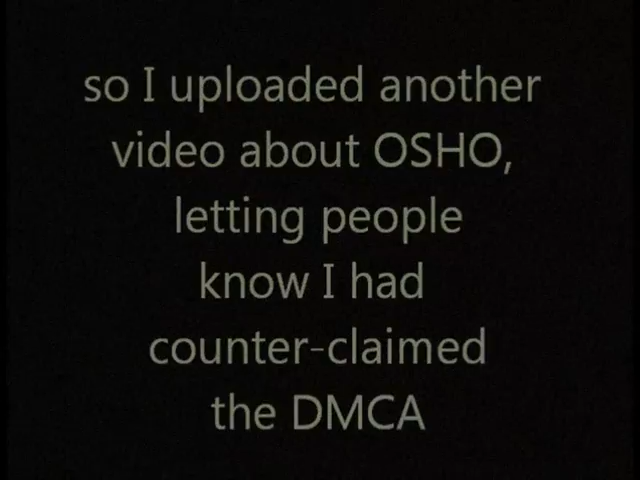 so I uploaded another
video about OSHO,
letting people
know I had
counter-claimed
the DMCA